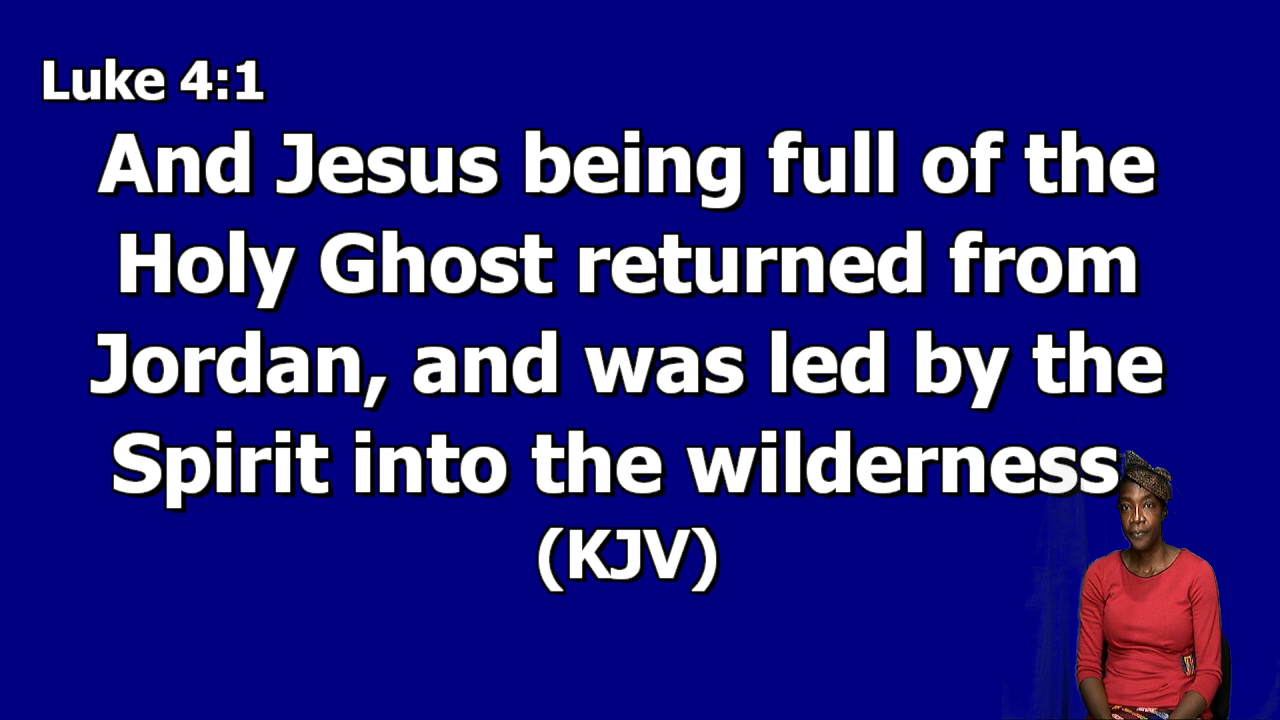 Luke 4:1
And Jesus being full of the
Holy Ghost returned from
Jordan, and was led by the
Spirit into the wilderness
(KJV)